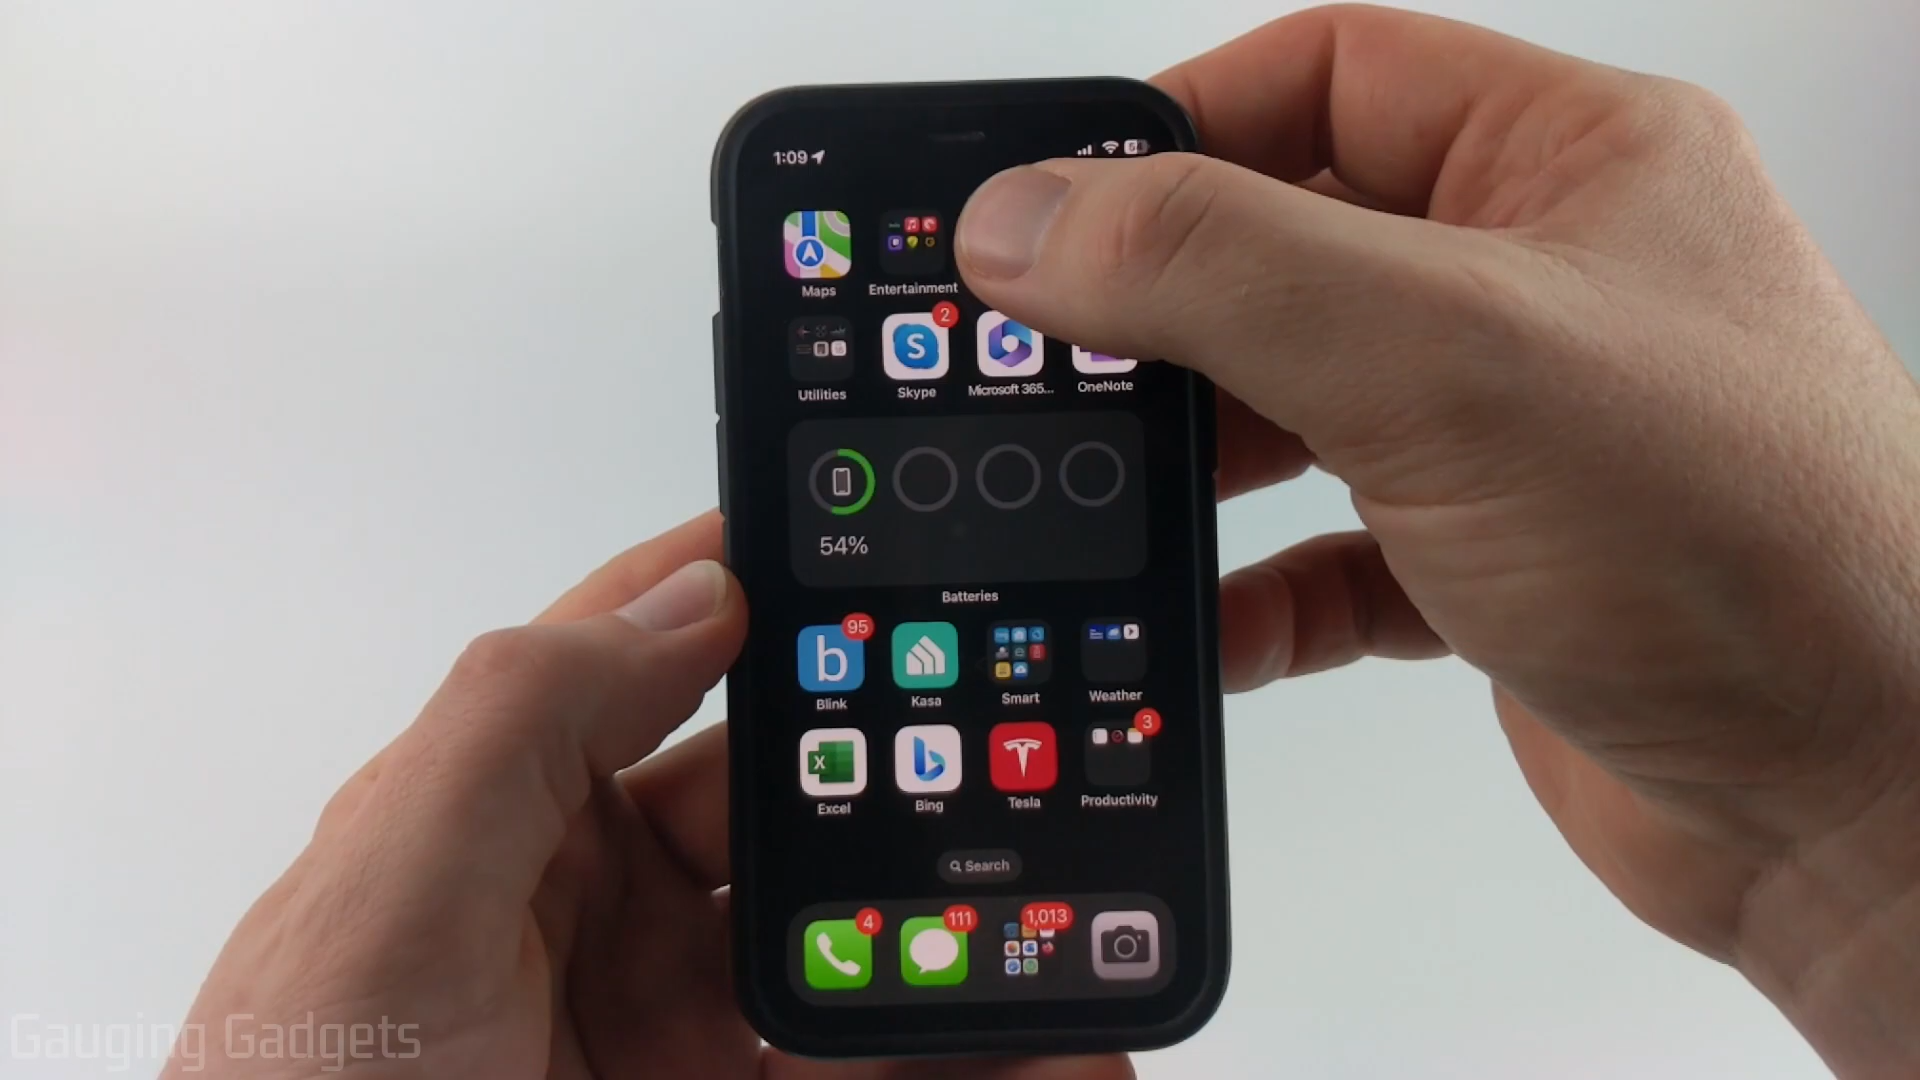 1:09
54
Maps
Entertainment
2
S
Utilities
Skype
Microsoft 365...
OneNote
54%
Batteries
95
b
Blink
Kasa
Smart
Weather
3
X
Excel
Bing
Tesla
Productivity
Search
4
111
1,013
Gauging Gadgets